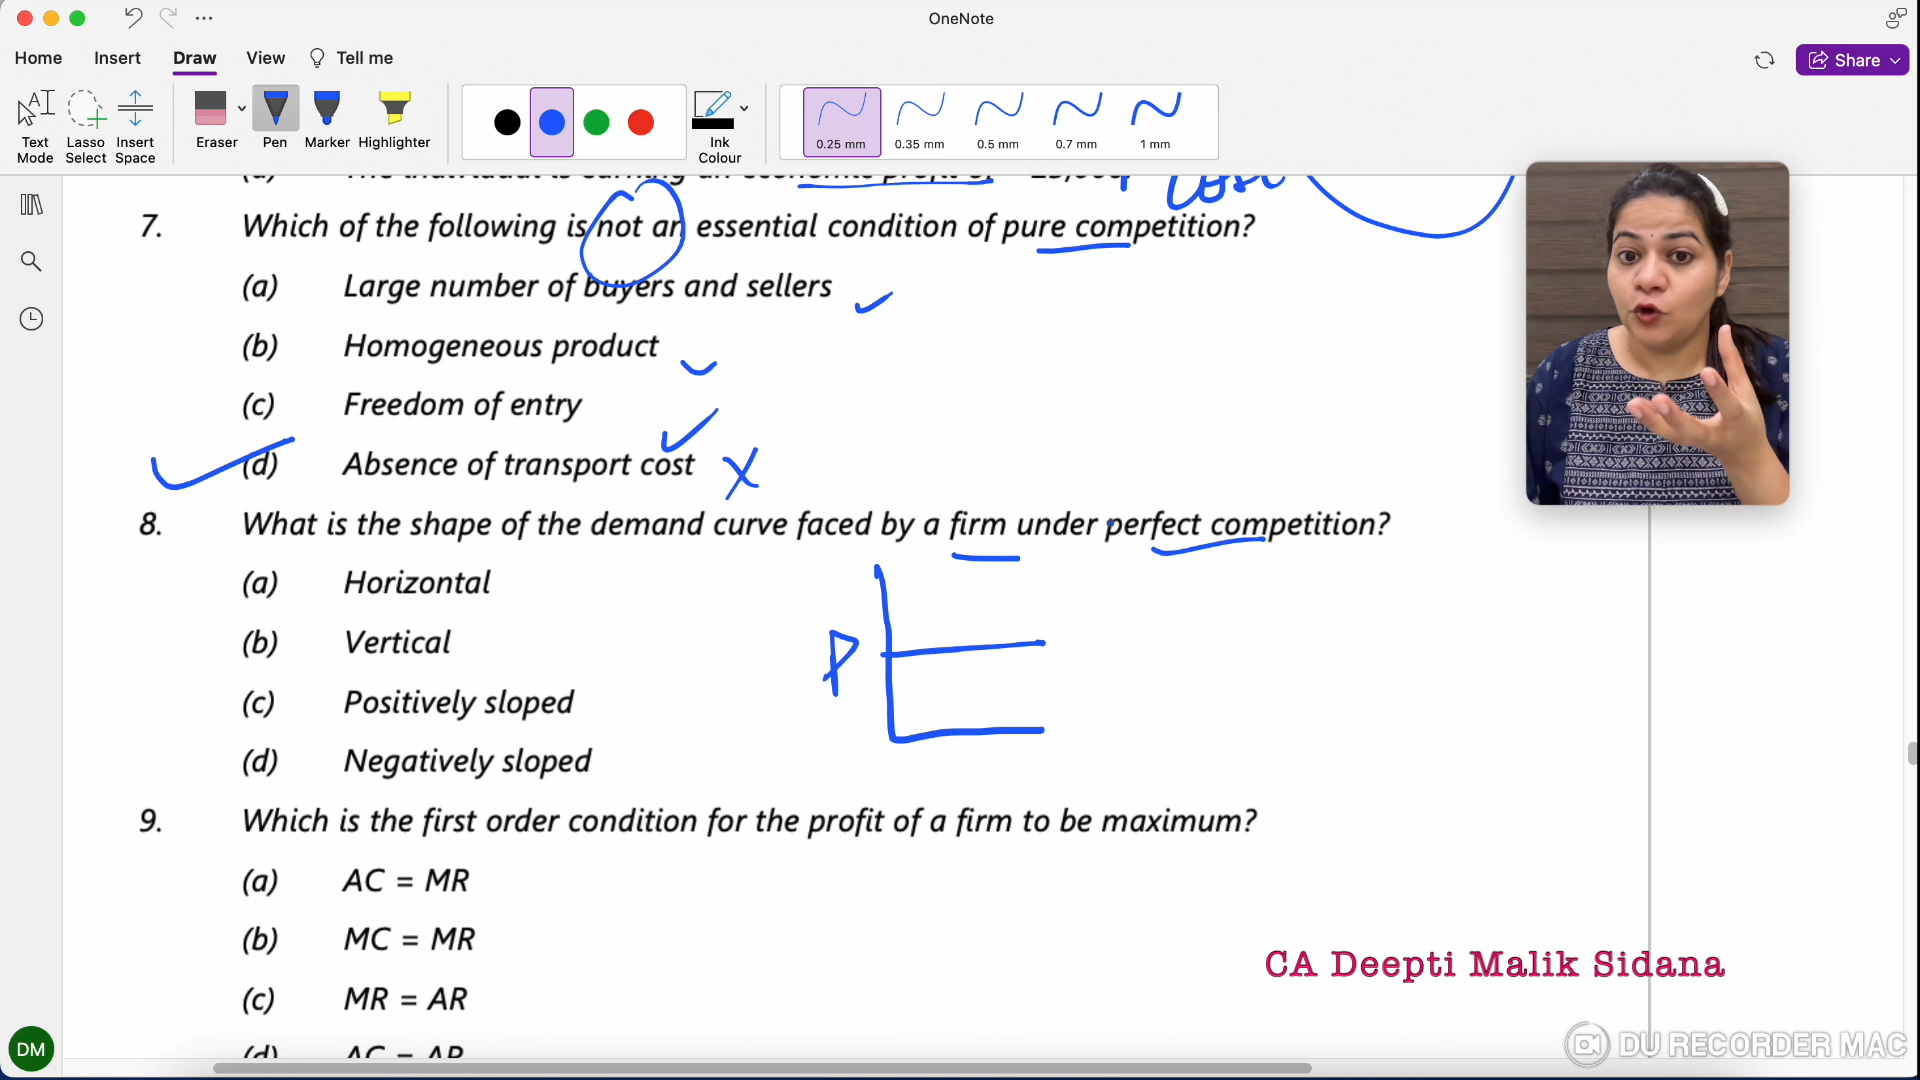 OneNote
Home Insert Draw View Tell me
Share
Text Mode
Lasso Select
Insert Space
Eraser
Pen
Marker
Highlighter
Ink Colour
0.25 mm
0.35 mm
0.5 mm
0.7 mm
1 mm
Cost
7. Which of the following is not an essential condition of pure competition?
(a) Large number of buyers and sellers
(b) Homogeneous product
(c) Freedom of entry
(d) Absence of transport cost
8. What is the shape of the demand curve faced by a firm under perfect competition?
(a) Horizontal
(b) Vertical
P
(c) Positively sloped
(d) Negatively sloped
9. Which is the first order condition for the profit of a firm to be maximum?
(a) AC = MR
(b) MC = MR
CA Deepti Malik Sidana
(c) MR = AR
DM
DU RECORDER MAC